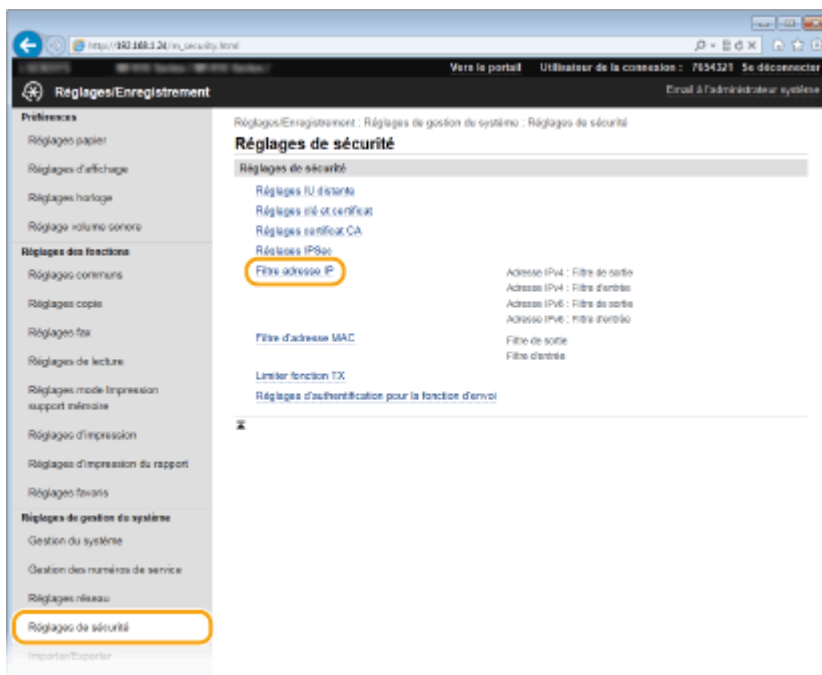 http://192.168.1.24/m_security.html
Vers le portail Utilisateur de la connexion : 7654321 Se déconnecter
Réglages/Enregistrement
Email à l'administrateur système
Préférences
Réglages papier
Réglages d'affichage
Réglages horloge
Réglage volume sonore
Réglages des fonctions
Réglages communs
Réglages copie
Réglages fax
Réglages de lecture
Réglages mode Impression
support mémoire
Réglages d'impression
Réglages d'impression du rapport
Réglages favoris
Réglages de gestion du système
Gestion du système
Gestion des numéros de service
Réglages réseau
Réglages de sécurité
Importer/Exporter
Réglages/Enregistrement : Réglages de gestion du système : Réglages de sécurité
Réglages de sécurité
Réglages de sécurité
Réglages IU distante
Réglages clé et certificat
Réglages certificat CA
Réglages IPSec
Filtre adresse IP
Adresse IPv4 : Filtre de sortie
Adresse IPv4 : Filtre d'entrée
Adresse IPv6 : Filtre de sortie
Adresse IPv6 : Filtre d'entrée
Filtre d'adresse MAC
Filtre de sortie
Filtre d'entrée
Limiter fonction TX
Réglages d'authentification pour la fonction d'envoi